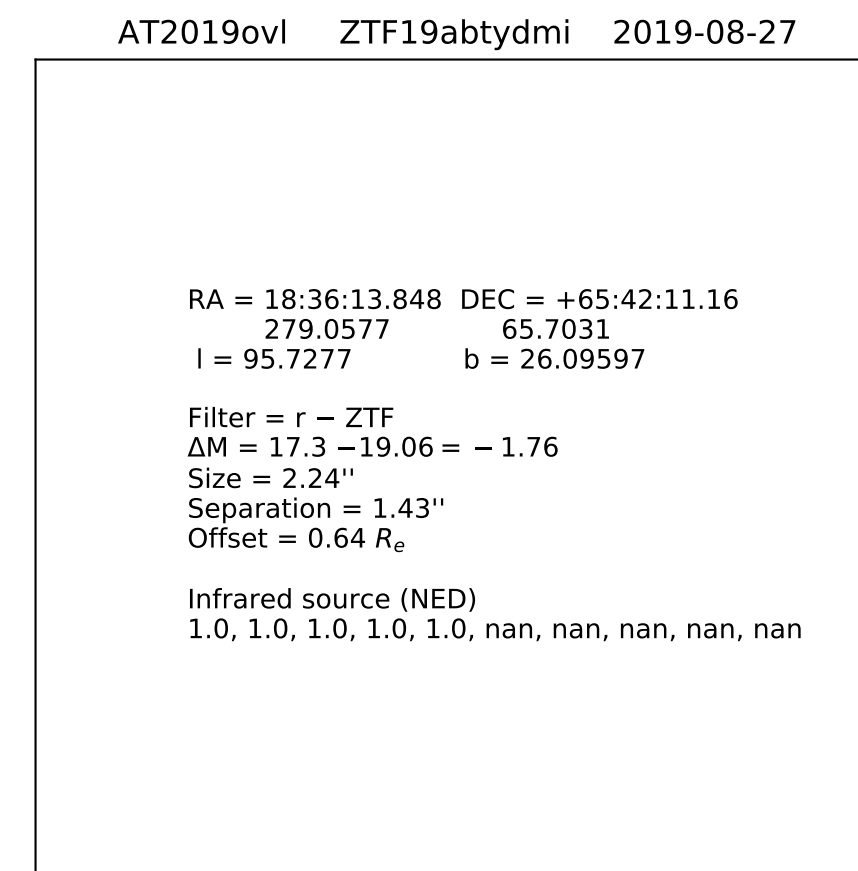 AT2019ovl ZTF19abtydmi 2019-08-27
RA = 18:36:13.848 DEC = +65:42:11.16
279.0577 65.7031
l = 95.7277 b = 26.09597
Filter = r − ZTF
ΔM = 17.3 −19.06 = − 1.76
Size = 2.24''
Separation = 1.43''
Offset = 0.64 Re
Infrared source (NED)
1.0, 1.0, 1.0, 1.0, 1.0, nan, nan, nan, nan, nan